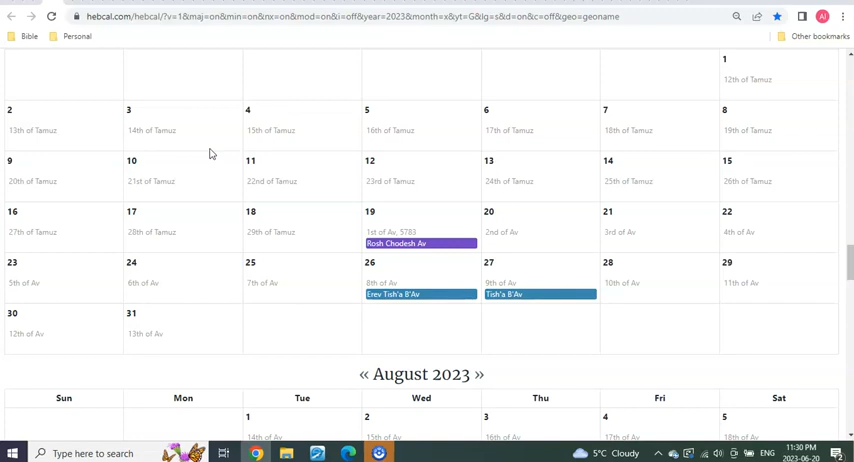 hebcal.com/hebcal/?v=1&maj=on&min=on&nx=on&mod=on&i=off&year=2023&month=x&yt=G&lg=s&d=on&c=off&geo=geoname
AI
Bible Personal Other bookmarks
1
12th of Tamuz
2 3 4 5 6 7 8
13th of Tamuz 14th of Tamuz 15th of Tamuz 16th of Tamuz 17th of Tamuz 18th of Tamuz 19th of Tamuz
9 10 11 12 13 14 15
20th of Tamuz 21st of Tamuz 22nd of Tamuz 23rd of Tamuz 24th of Tamuz 25th of Tamuz 26th of Tamuz
16 17 18 19 20 21 22
27th of Tamuz 28th of Tamuz 29th of Tamuz 1st of Av, 5783 2nd of Av 3rd of Av 4th of Av
Rosh Chodesh Av
23 24 25 26 27 28 29
5th of Av 6th of Av 7th of Av 8th of Av 9th of Av 10th of Av 11th of Av
Erev Tish'a B'Av Tish'a B'Av
30 31
12th of Av 13th of Av
« August 2023 »
Sun Mon Tue Wed Thu Fri Sat
1 2 3 4 5
14th of Av 15th of Av 16th of Av 17th of Av 18th of Av
Type here to search 5°C Cloudy ENG 11:30 PM
2023-06-20 2